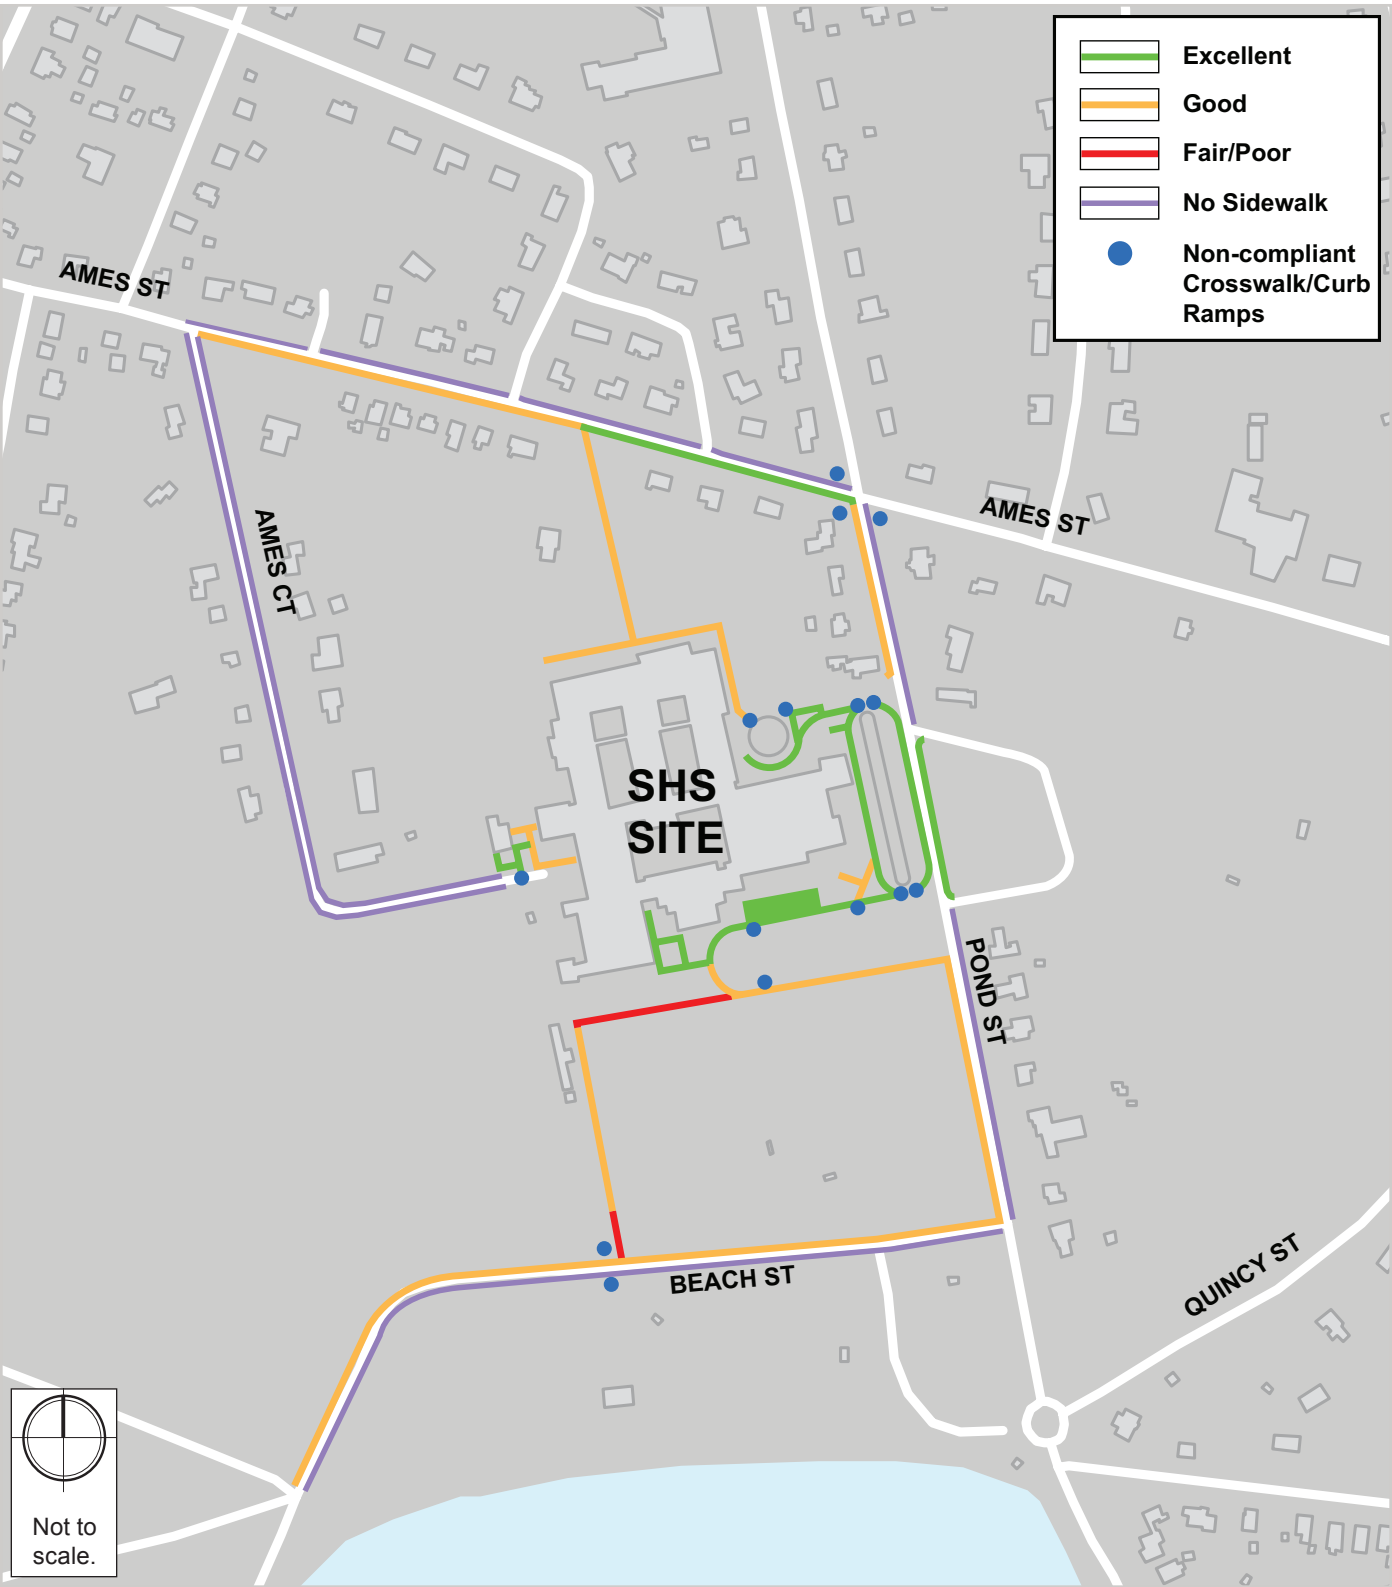 Excellent
Good
Fair/Poor
No Sidewalk
Non-compliant
Crosswalk/Curb
Ramps
AMES ST
AMES ST
AMES CT
SHS
SITE
POND ST
BEACH ST
QUINCY ST
Not to
scale.